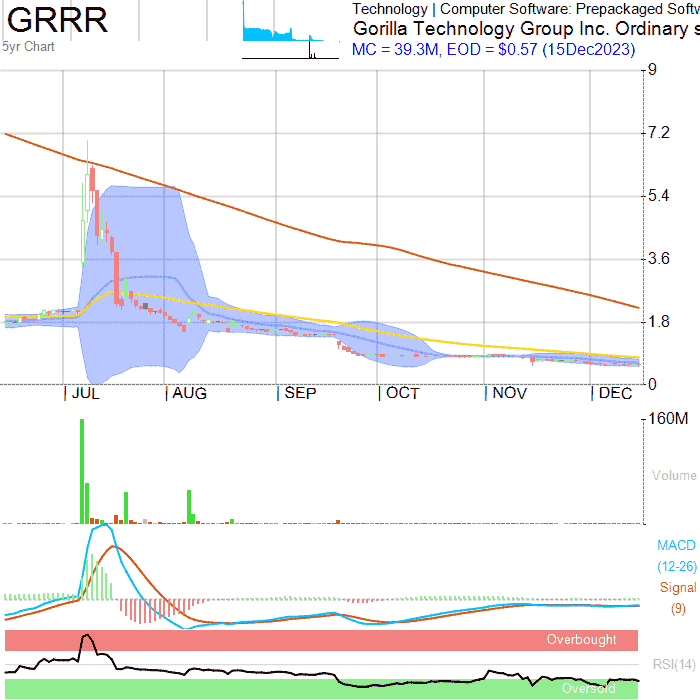 GRRR
5yr Chart
Technology | Computer Software: Prepackaged Softw
Gorilla Technology Group Inc. Ordinary s
MC = 39.3M, EOD = $0.57 (15Dec2023)
9
7.2
5.4
3.6
1.8
0
JUL AUG SEP OCT NOV DEC
160M
Volume
MACD
(12-26)
Signal
(9)
Overbought
RSI(14)
Oversold